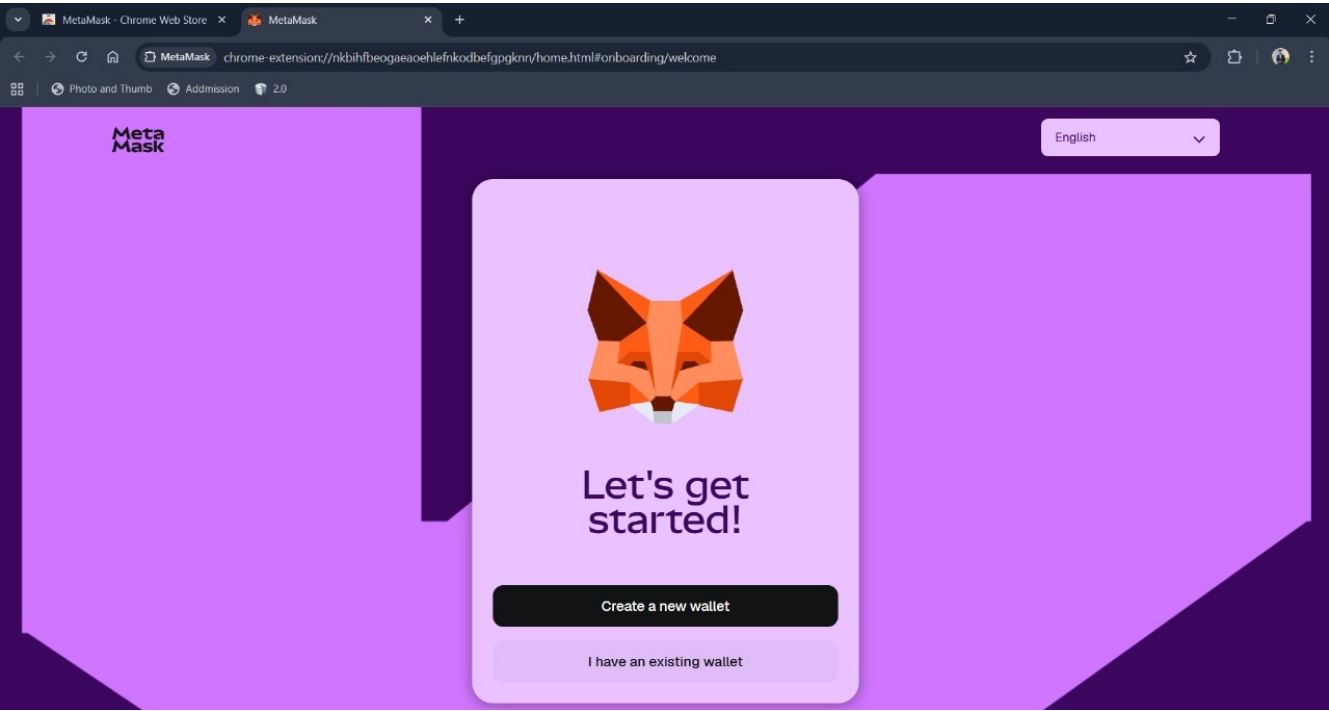 MetaMask - Chrome Web Store
MetaMask
MetaMask
chrome-extension://nkbihfbeogaeaoehlefnkodbefgpgknn/home.html#onboarding/welcome
Photo and Thumb
Addmission
2.0
Meta
Mask
English
Let's get
started!
Create a new wallet
I have an existing wallet